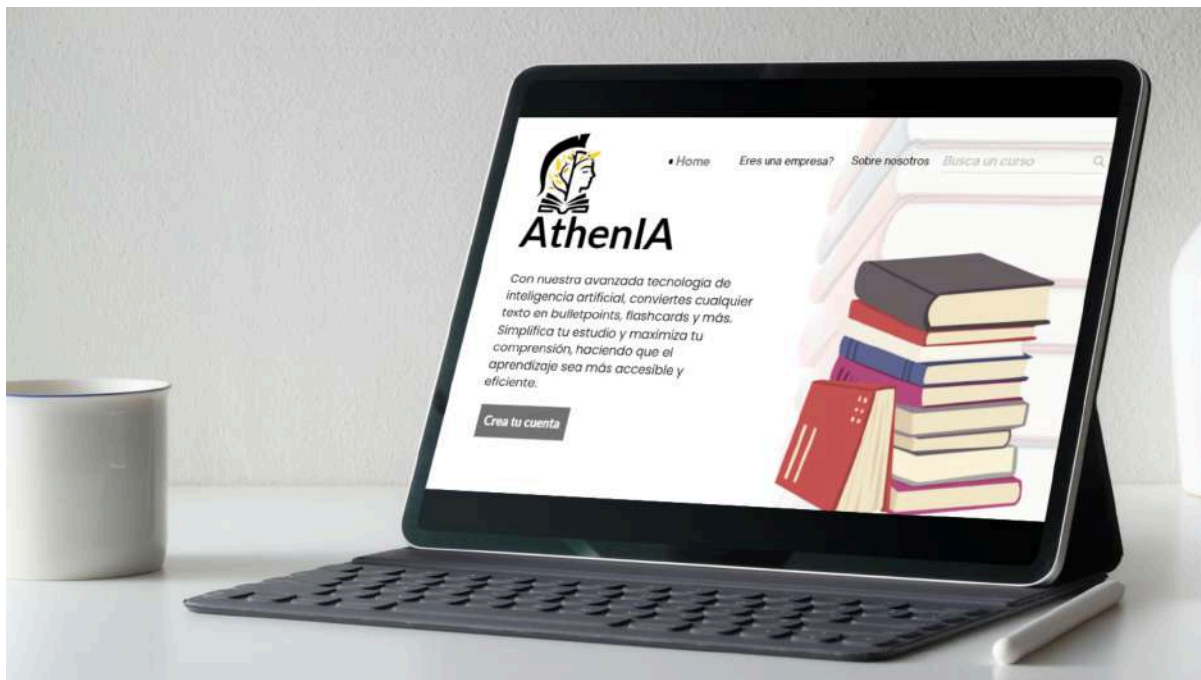 Home
Eres una empresa?
Sobre nosotros
Busca un curso
AthenIA
Con nuestra avanzada tecnología de
inteligencia artificial, conviertes cualquier
texto en bulletpoints, flashcards y más.
Simplifica tu estudio y maximiza tu
comprensión, haciendo que el
aprendizaje sea más accesible y
eficiente.
Crea tu cuenta